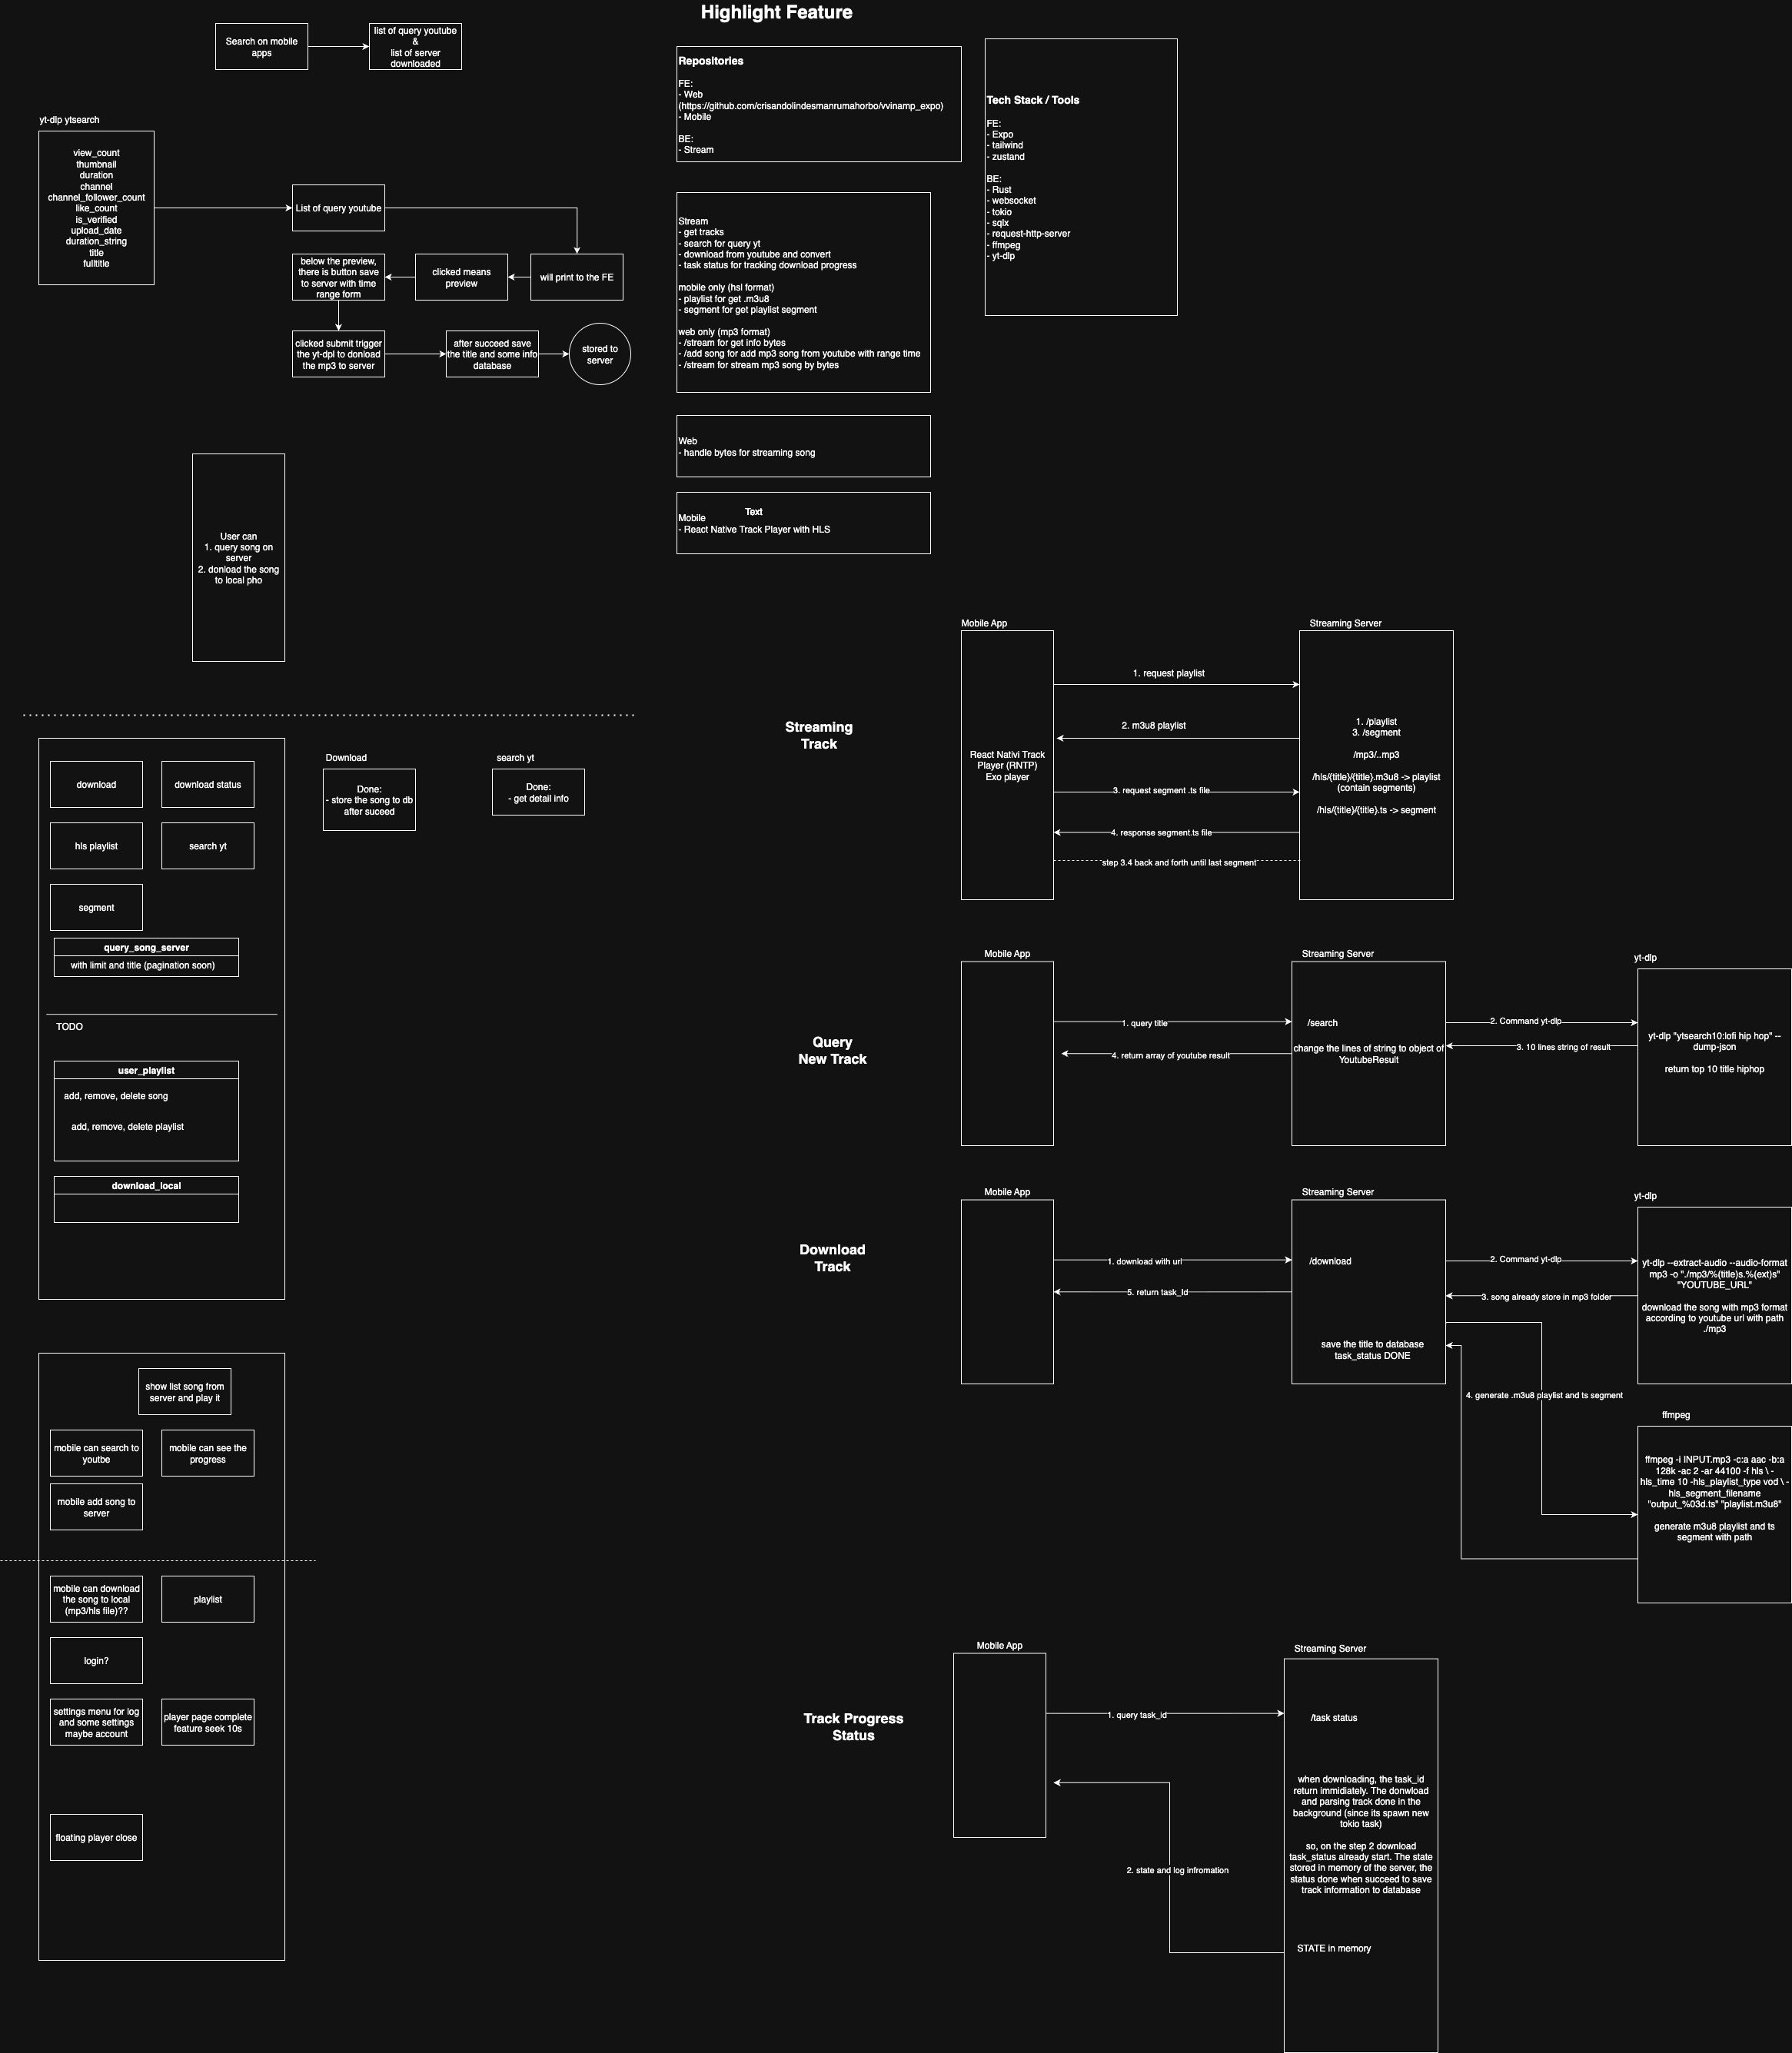 Highlight Feature
Search on mobile
apps
list of query youtube
&
list of server
downloaded
yt-dlp ytsearch
view_count
thumbnail
duration
channel
channel_follower_count
like_count
is_verified
upload_date
duration_string
title
fulltitle
List of query youtube
will print to the FE
clicked means
preview
below the preview,
there is button save
to server with time
range form
clicked submit trigger
the yt-dpl to donload
the mp3 to server
after succeed save
the title and some info
database
stored to
server
Repositories
FE:
- Web
(https://github.com/crisandolindesmanrumahorbo/vvinamp_expo)
- Mobile
BE:
- Stream
Tech Stack / Tools
FE:
- Expo
- tailwind
- zustand
BE:
- Rust
- websocket
- tokio
- sqlx
- request-http-server
- ffmpeg
- yt-dlp
Stream
- get tracks
- search for query yt
- download from youtube and convert
- task status for tracking download progress
mobile only (hsl format)
- playlist for get .m3u8
- segment for get playlist segment
web only (mp3 format)
- /stream for get info bytes
- /add song for add mp3 song from youtube with range time
- /stream for stream mp3 song by bytes
Web
- handle bytes for streaming song
Text
Mobile
- React Native Track Player with HLS
User can
1. query song on
server
2. donload the song
to local pho
download
download status
hls playlist
search yt
segment
query_song_server
with limit and title (pagination soon)
TODO
user_playlist
add, remove, delete song
add, remove, delete playlist
download_local
Download
Done:
- store the song to db
after suceed
search yt
Done:
- get detail info
show list song from
server and play it
mobile can search to
youtbe
mobile can see the
progress
mobile add song to
server
mobile can download
the song to local
(mp3/hls file)??
playlist
login?
settings menu for log
and some settings
maybe account
player page complete
feature seek 10s
floating player close
Streaming
Track
Mobile App
React Nativi Track
Player (RNTP)
Exo player
1. request playlist
2. m3u8 playlist
3. request segment .ts file
4. response segment.ts file
step 3.4 back and forth until last segment
Streaming Server
1. /playlist
3. /segment
/mp3/..mp3
/hls/{title}/{title}.m3u8 -> playlist
(contain segments)
/hls/{title}/{title}.ts -> segment
Query
New Track
Mobile App
1. query title
4. return array of youtube result
Streaming Server
/search
change the lines of string to object of
YoutubeResult
2. Command yt-dlp
3. 10 lines string of result
yt-dlp
yt-dlp "ytsearch10:lofi hip hop" --
dump-json
return top 10 title hiphop
Download
Track
Mobile App
1. download with url
5. return task_Id
Streaming Server
/download
save the title to database
task_status DONE
2. Command yt-dlp
3. song already store in mp3 folder
4. generate .m3u8 playlist and ts segment
yt-dlp
yt-dlp --extract-audio --audio-format
mp3 -o "./mp3/%(title)s.%(ext)s"
"YOUTUBE_URL"
download the song with mp3 format
according to youtube url with path
./mp3
ffmpeg
ffmpeg -i INPUT.mp3 -c:a aac -b:a
128k -ac 2 -ar 44100 -f hls \ -
hls_time 10 -hls_playlist_type vod \ -
hls_segment_filename
"output_%03d.ts" "playlist.m3u8"
generate m3u8 playlist and ts
segment with path
Track Progress
Status
Mobile App
1. query task_id
2. state and log infromation
Streaming Server
/task status
when downloading, the task_id
return immidiately. The donwload
and parsing track done in the
background (since its spawn new
tokio task)
so, on the step 2 download
task_status already start. The state
stored in memory of the server, the
status done when succeed to save
track information to database
STATE in memory